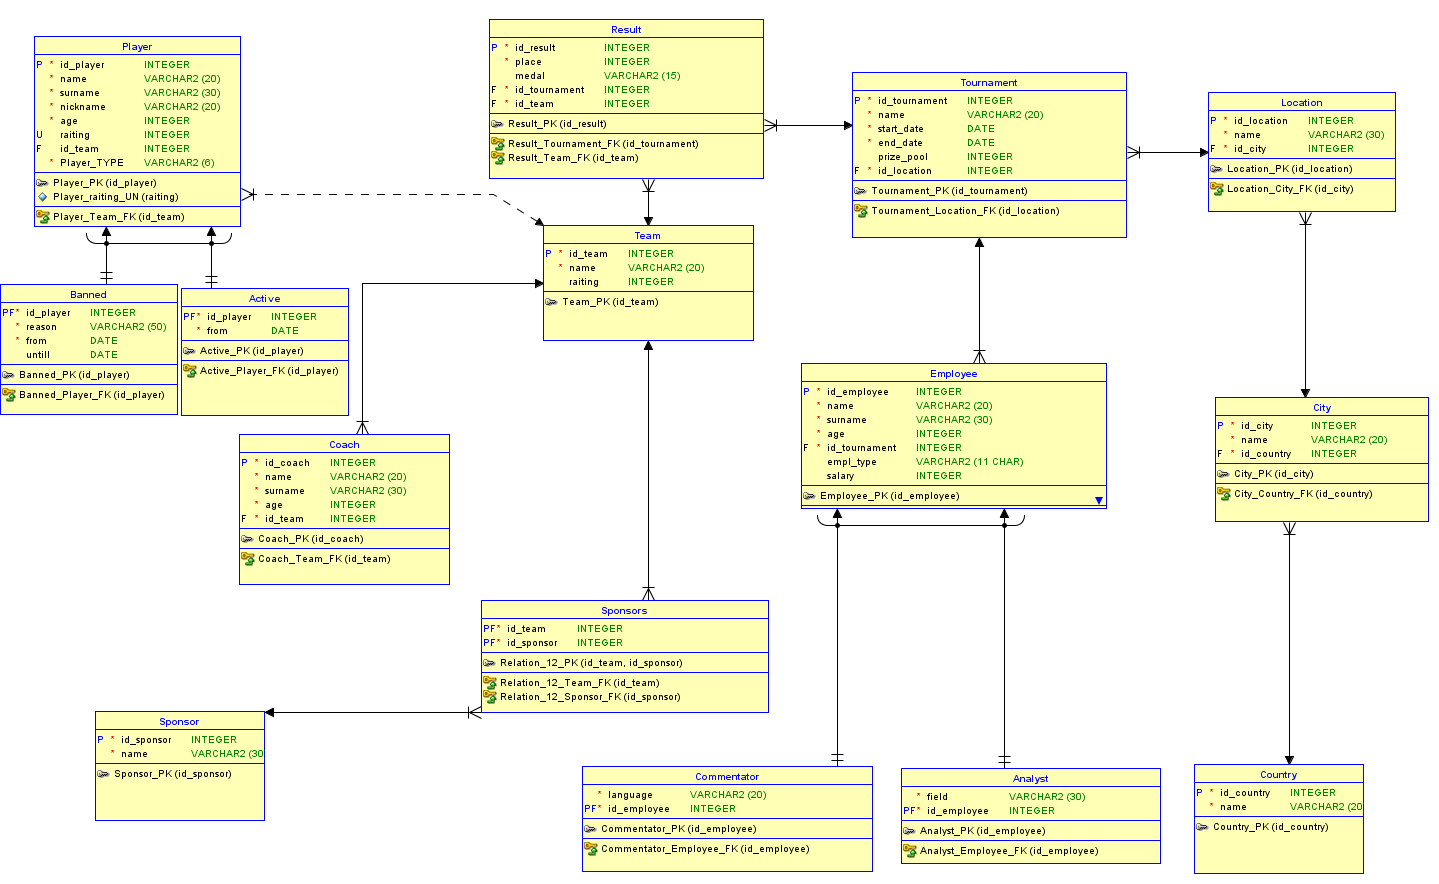 Player
P * id_player INTEGER
* name VARCHAR2 (20)
* surname VARCHAR2 (30)
* nickname VARCHAR2 (20)
* age INTEGER
U raiting INTEGER
F id_team INTEGER
* Player_TYPE VARCHAR2 (6)
Player_PK (id_player)
Player_raiting_UN (raiting)
Player_Team_FK (id_team)
Result
P * id_result INTEGER
* place INTEGER
medal VARCHAR2 (15)
F * id_tournament INTEGER
F * id_team INTEGER
Result_PK (id_result)
Result_Tournament_FK (id_tournament)
Result_Team_FK (id_team)
Tournament
P * id_tournament INTEGER
* name VARCHAR2 (20)
* start_date DATE
* end_date DATE
prize_pool INTEGER
F * id_location INTEGER
Tournament_PK (id_tournament)
Tournament_Location_FK (id_location)
Location
P * id_location INTEGER
* name VARCHAR2 (30)
F * id_city INTEGER
Location_PK (id_location)
Location_City_FK (id_city)
Team
P * id_team INTEGER
* name VARCHAR2 (20)
raiting INTEGER
Team_PK (id_team)
Banned
PF* id_player INTEGER
* reason VARCHAR2 (50)
* from DATE
untill DATE
Banned_PK (id_player)
Banned_Player_FK (id_player)
Active
PF* id_player INTEGER
* from DATE
Active_PK (id_player)
Active_Player_FK (id_player)
Employee
P * id_employee INTEGER
* name VARCHAR2 (20)
* surname VARCHAR2 (30)
* age INTEGER
F * id_tournament INTEGER
empl_type VARCHAR2 (11 CHAR)
salary INTEGER
Employee_PK (id_employee)
City
P * id_city INTEGER
* name VARCHAR2 (20)
F * id_country INTEGER
City_PK (id_city)
City_Country_FK (id_country)
Coach
P * id_coach INTEGER
* name VARCHAR2 (20)
* surname VARCHAR2 (30)
* age INTEGER
F * id_team INTEGER
Coach_PK (id_coach)
Coach_Team_FK (id_team)
Sponsors
PF* id_team INTEGER
PF* id_sponsor INTEGER
Relation_12_PK (id_team, id_sponsor)
Relation_12_Team_FK (id_team)
Relation_12_Sponsor_FK (id_sponsor)
Sponsor
P * id_sponsor INTEGER
* name VARCHAR2 (30
Sponsor_PK (id_sponsor)
Commentator
* language VARCHAR2 (20)
PF* id_employee INTEGER
Commentator_PK (id_employee)
Commentator_Employee_FK (id_employee)
Analyst
* field VARCHAR2 (30)
PF* id_employee INTEGER
Analyst_PK (id_employee)
Analyst_Employee_FK (id_employee)
Country
P * id_country INTEGER
* name VARCHAR2 (20
Country_PK (id_country)